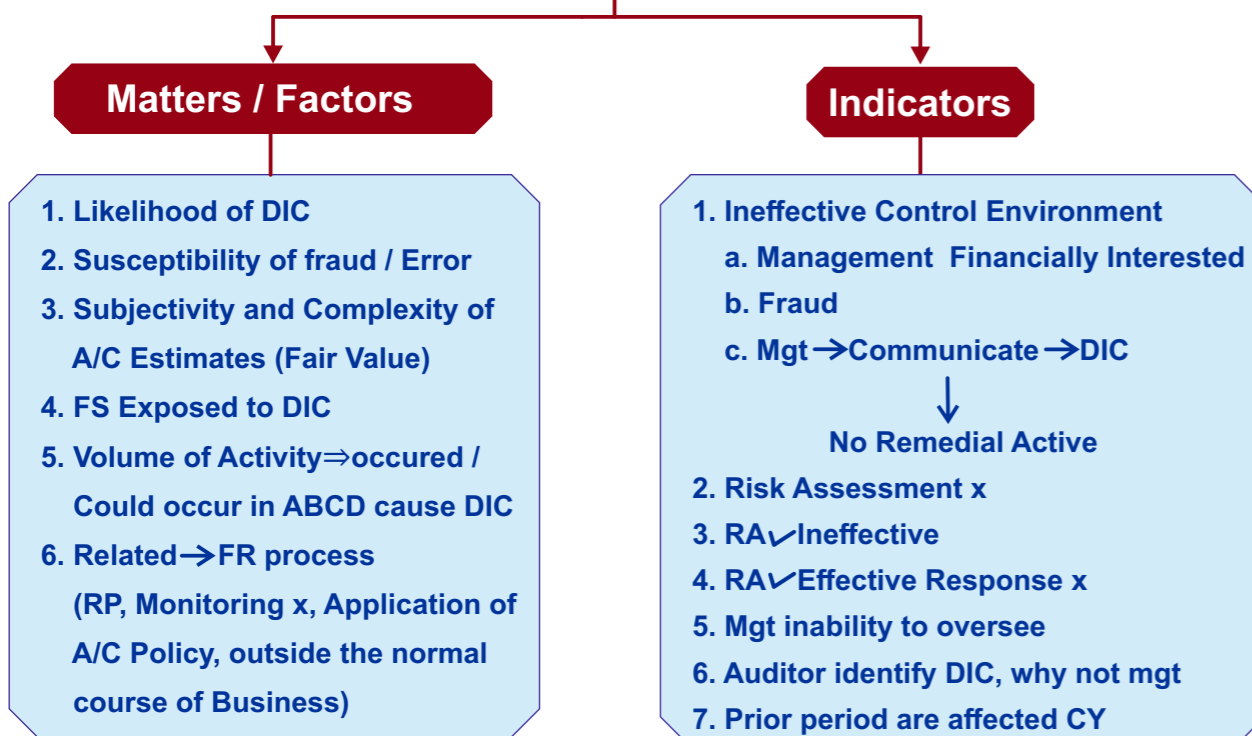 Matters / Factors
1. Likelihood of DIC
2. Susceptibility of fraud / Error
3. Subjectivity and Complexity of
A/C Estimates (Fair Value)
4. FS Exposed to DIC
5. Volume of Activity⇒occured /
Could occur in ABCD cause DIC
6. Related→FR process
(RP, Monitoring x, Application of
A/C Policy, outside the normal
course of Business)
Indicators
1. Ineffective Control Environment
a. Management Financially Interested
b. Fraud
c. Mgt→Communicate→DIC
↓
No Remedial Active
2. Risk Assessment x
3. RA✓Ineffective
4. RA✓Effective Response x
5. Mgt inability to oversee
6. Auditor identify DIC, why not mgt
7. Prior period are affected CY